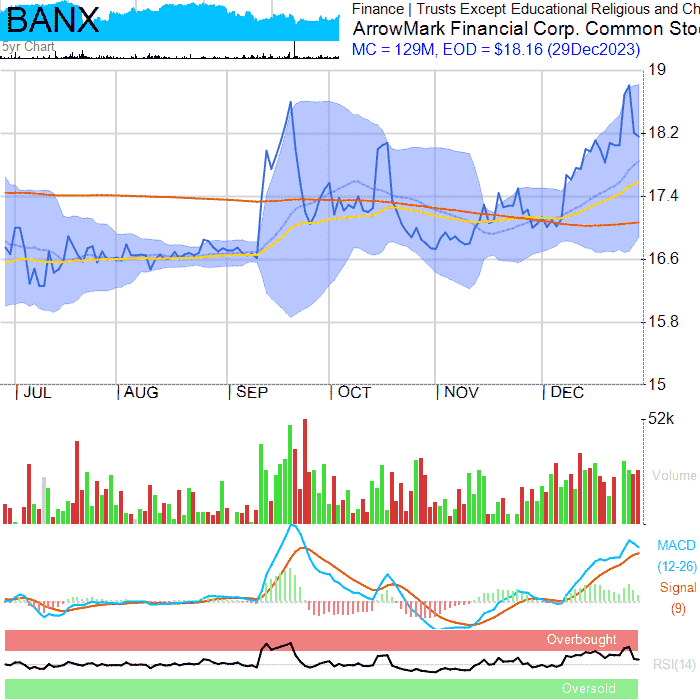 BANX
5yr Chart
Finance | Trusts Except Educational Religious and Ch
ArrowMark Financial Corp. Common Sto
MC = 129M, EOD = $18.16 (29Dec2023)
19
18.2
17.4
16.6
15.8
15
| JUL | AUG | SEP | OCT | NOV | DEC
52k
Volume
MACD
(12-26)
Signal
(9)
Overbought
RSI(14)
Oversold